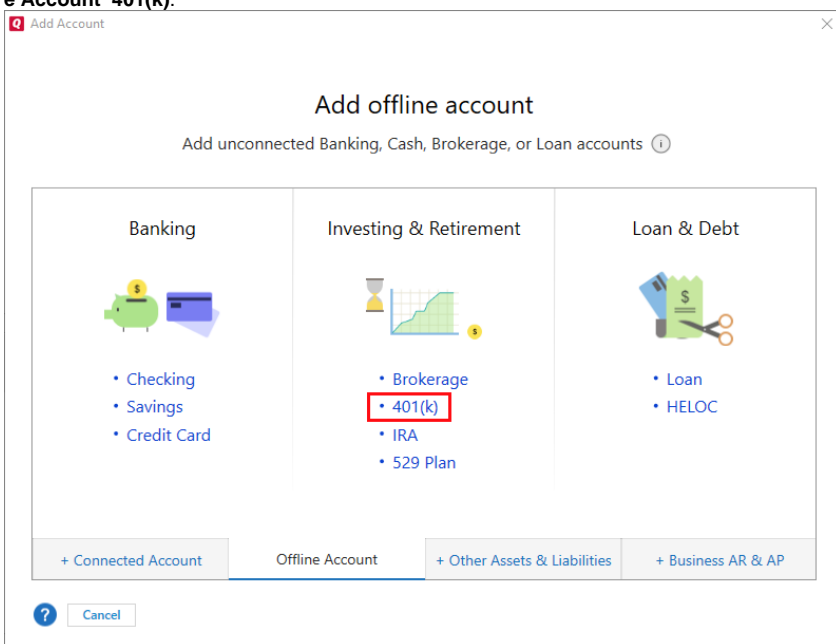 e Account 401(k).
Add Account
Add offline account
Add unconnected Banking, Cash, Brokerage, or Loan accounts
Banking
• Checking
• Savings
• Credit Card
Investing & Retirement
• Brokerage
• 401(k)
• IRA
• 529 Plan
Loan & Debt
• Loan
• HELOC
+ Connected Account
Offline Account
+ Other Assets & Liabilities
+ Business AR & AP
? Cancel